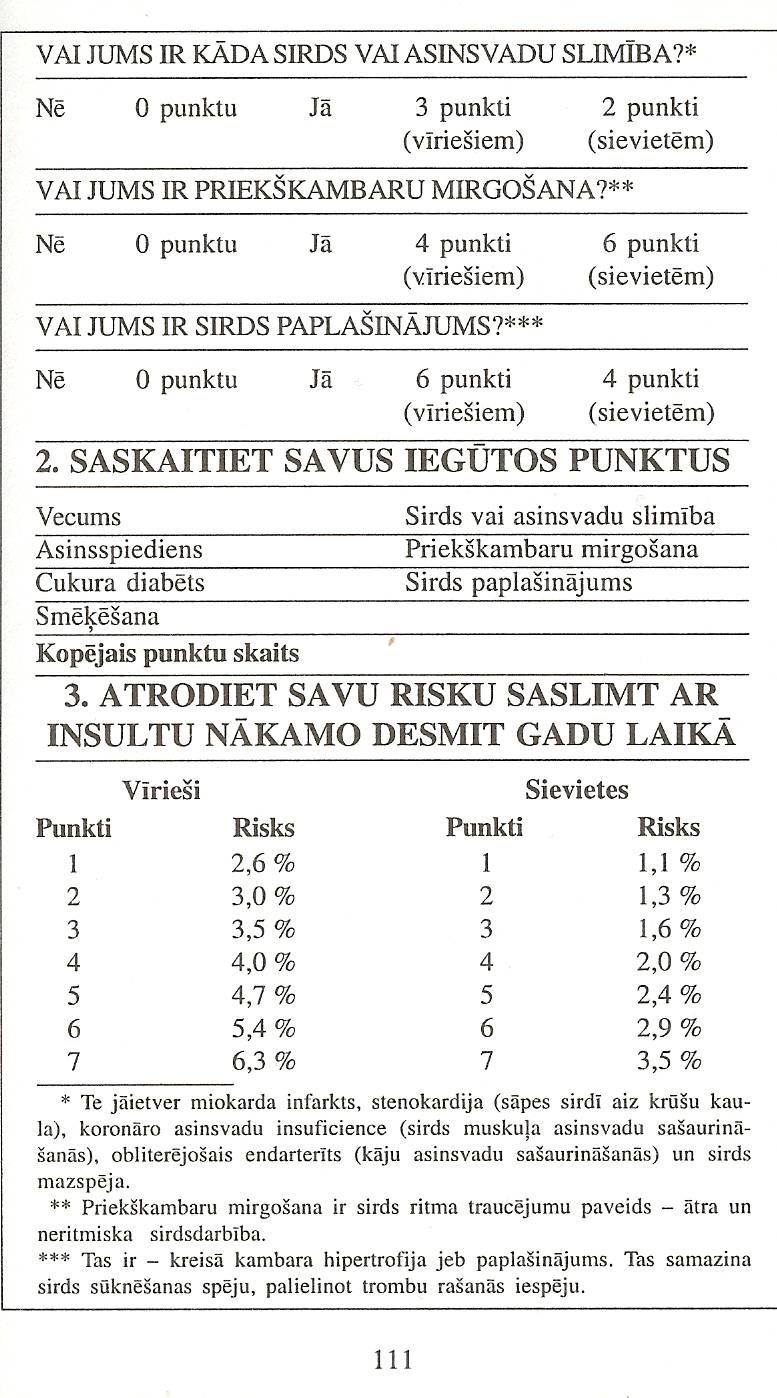 VAI JUMS IR KĀDA SIRDS VAI ASINSVADU SLIMĪBA?*
Nē 0 punktu Jā 3 punkti 2 punkti
(vīriešiem) (sievietēm)
VAI JUMS IR PRIEKŠKAMBARU MIRGOŠANA?**
Nē 0 punktu Jā 4 punkti 6 punkti
(vīriešiem) (sievietēm)
VAI JUMS IR SIRDS PAPLAŠINĀJUMS?***
Nē 0 punktu Jā 6 punkti 4 punkti
(vīriešiem) (sievietēm)
2. SASKAITIET SAVUS IEGŪTOS PUNKTUS
Vecums Sirds vai asinsvadu slimība
Asinsspiediens Priekškambaru mirgošana
Cukura diabēts Sirds paplašinājums
Smēķēšana
Kopējais punktu skaits
3. ATRODIET SAVU RISKU SASLIMT AR
INSULTU NĀKAMO DESMIT GADU LAIKĀ
Vīrieši Sievietes
Punkti Risks Punkti Risks
1 2,6 % 1 1,1 %
2 3,0 % 2 1,3 %
3 3,5 % 3 1,6 %
4 4,0 % 4 2,0 %
5 4,7 % 5 2,4 %
6 5,4 % 6 2,9 %
7 6,3 % 7 3,5 %
* Te jāietver miokarda infarkts, stenokardija (sāpes sirdī aiz krūšu kau-
la), koronāro asinsvadu insuficience (sirds muskuļa asinsvadu sašaurinā-
šanās), obliterējošais endarterīts (kāju asinsvadu sašaurināšanās) un sirds
mazspēja.
** Priekškambaru mirgošana ir sirds ritma traucējumu paveids – ātra un
neritmiska sirdsdarbība.
*** Tas ir – kreisā kambara hipertrofija jeb paplašinājums. Tas samazina
sirds sūknēšanas spēju, palielinot trombu rašanās iespēju.
111